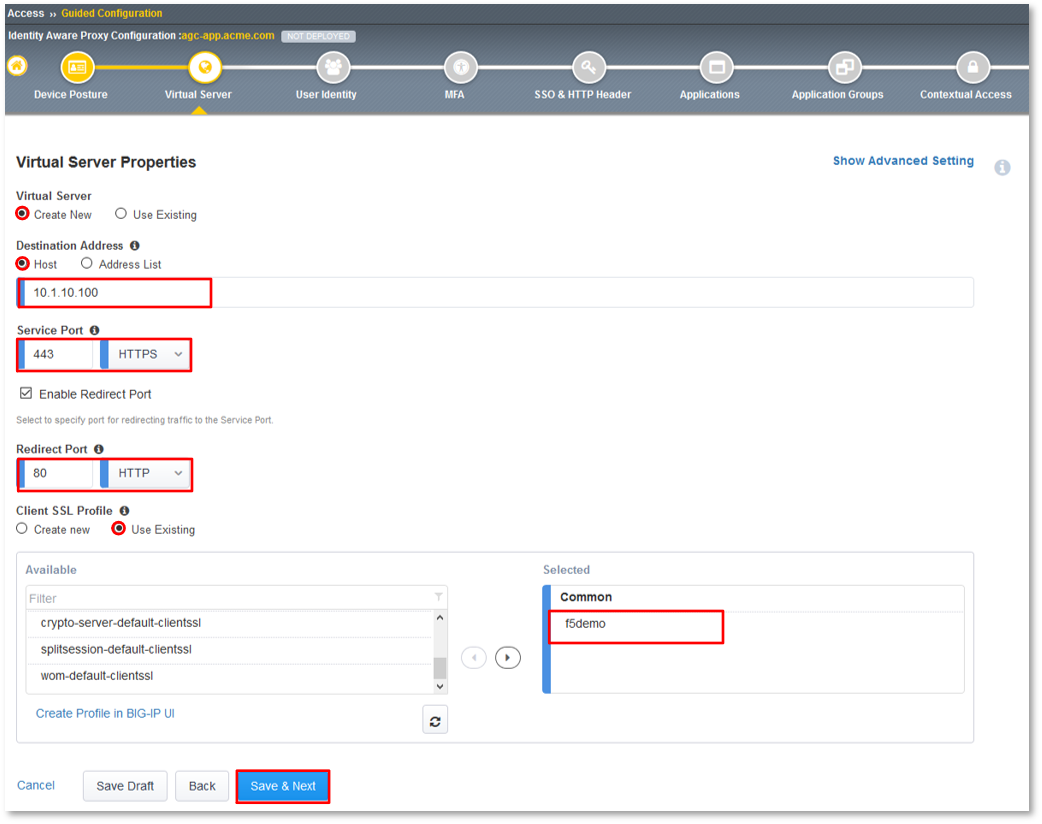 Access ›› Guided Configuration
Identity Aware Proxy Configuration :agc-app.acme.com NOT DEPLOYED
Device Posture Virtual Server User Identity MFA SSO & HTTP Header Applications Application Groups Contextual Access
Virtual Server Properties Show Advanced Setting
Virtual Server
Create New Use Existing
Destination Address
Host Address List
10.1.10.100
Service Port
443 HTTPS
Enable Redirect Port
Select to specify port for redirecting traffic to the Service Port.
Redirect Port
80 HTTP
Client SSL Profile
Create new Use Existing
Available Selected
Filter Common
crypto-server-default-clientssl f5demo
splitsession-default-clientssl
wom-default-clientssl
Create Profile in BIG-IP UI
Cancel Save Draft Back Save & Next